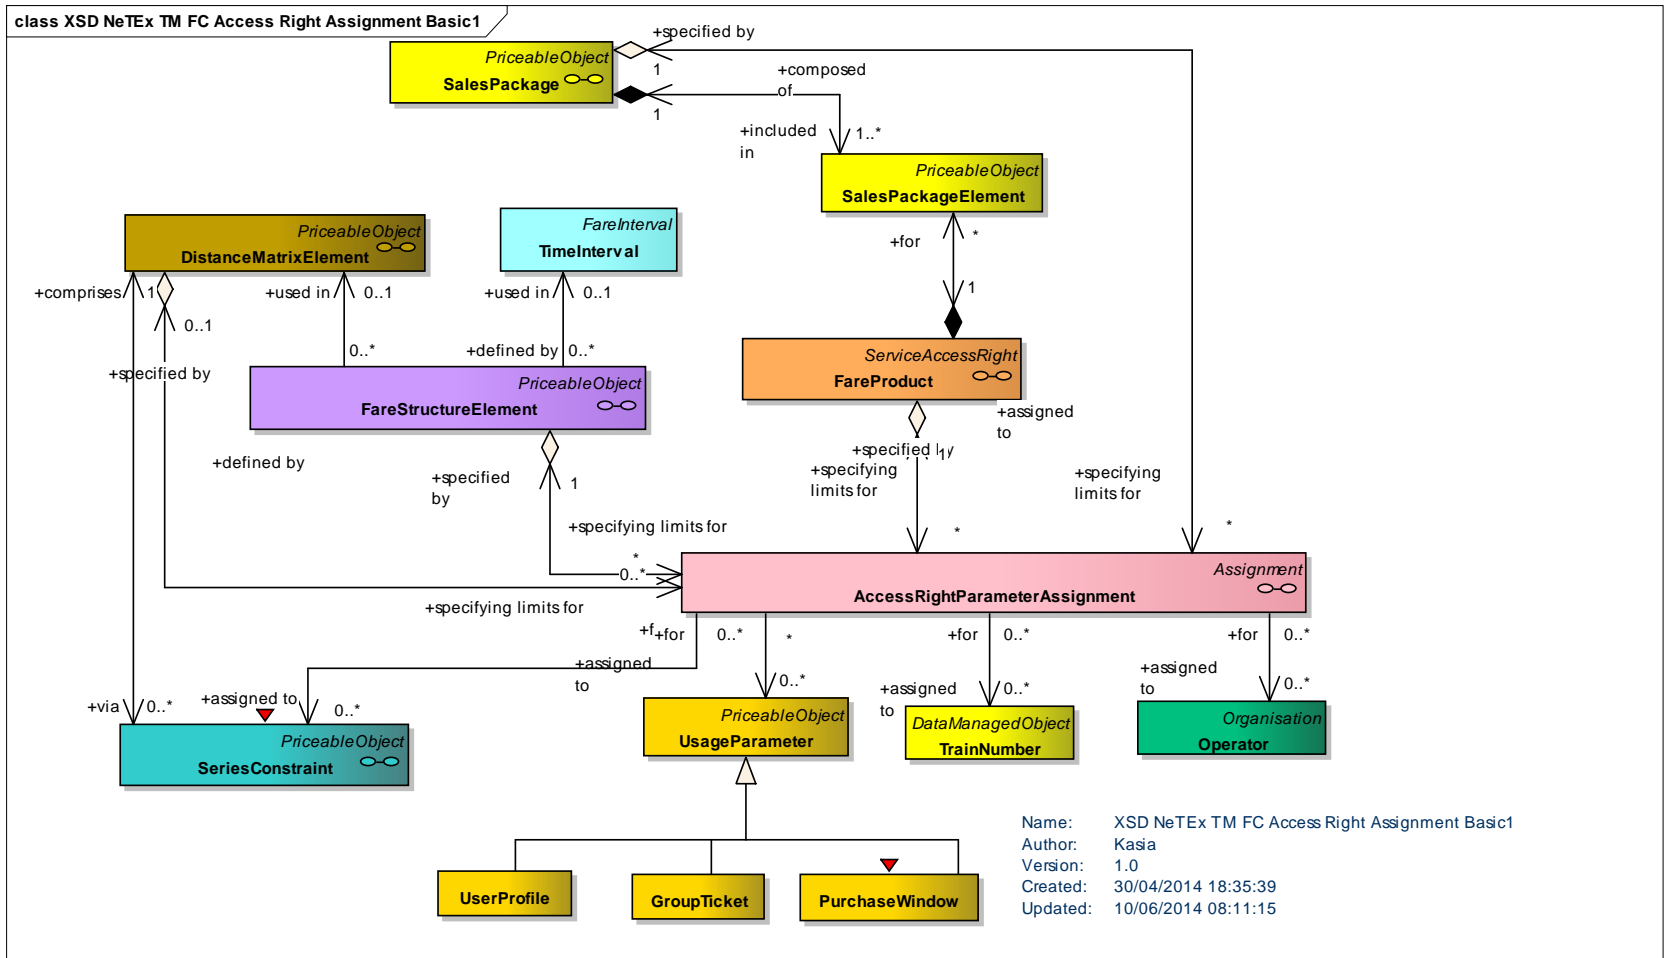 class XSD NeTEx TM FC Access Right Assignment Basic1
+specified by
PriceableObject
SalesPackage
1
+composed
of
1
+included
in
1..*
PriceableObject
SalesPackageElement
PriceableObject
DistanceMatrixElement
FareInterval
TimeInterval
+for
*
+comprises
1
+used in
0..1
+used in
0..1
1
0..1
ServiceAccessRight
FareProduct
0..*
+defined by
0..*
+specified by
PriceableObject
FareStructureElement
+assigned
to
+specified by
1
+defined by
+specified
by
1
+specifying
limits for
+specifying
limits for
+specifying limits for
*
*
*
0..*
Assignment
AccessRightParameterAssignment
+specifying limits for
+f
+for
0..*
*
+for
0..*
+for
0..*
+assigned
to
+assigned
to
+assigned
to
+via
0..*
+assigned to
0..*
0..*
0..*
0..*
PriceableObject
SeriesConstraint
PriceableObject
UsageParameter
DataManagedObject
TrainNumber
Organisation
Operator
UserProfile
GroupTicket
PurchaseWindow
Name: XSD NeTEx TM FC Access Right Assignment Basic1
Author: Kasia
Version: 1.0
Created: 30/04/2014 18:35:39
Updated: 10/06/2014 08:11:15